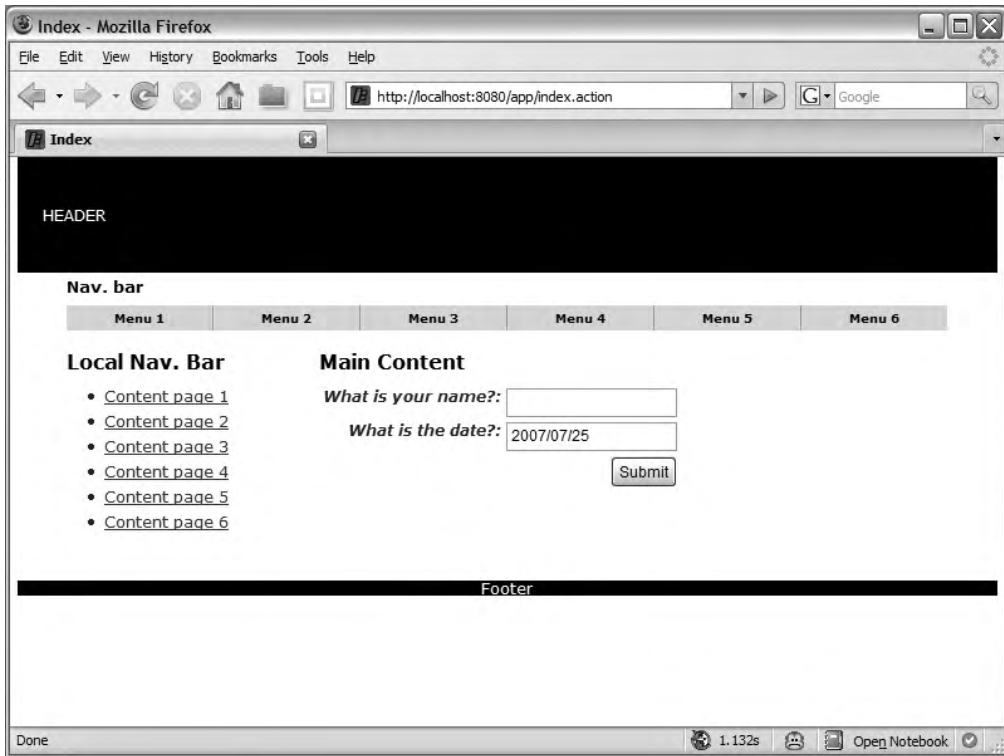 Index - Mozilla Firefox
File Edit View History Bookmarks Tools Help
http://localhost:8080/app/index.action G Google
Index
HEADER
Nav. bar
Menu 1 Menu 2 Menu 3 Menu 4 Menu 5 Menu 6
Local Nav. Bar Main Content
Content page 1 What is your name?:
Content page 2 What is the date?: 2007/07/25
Content page 3
Content page 4 Submit
Content page 5
Content page 6
Footer
Done 1.132s Open Notebook